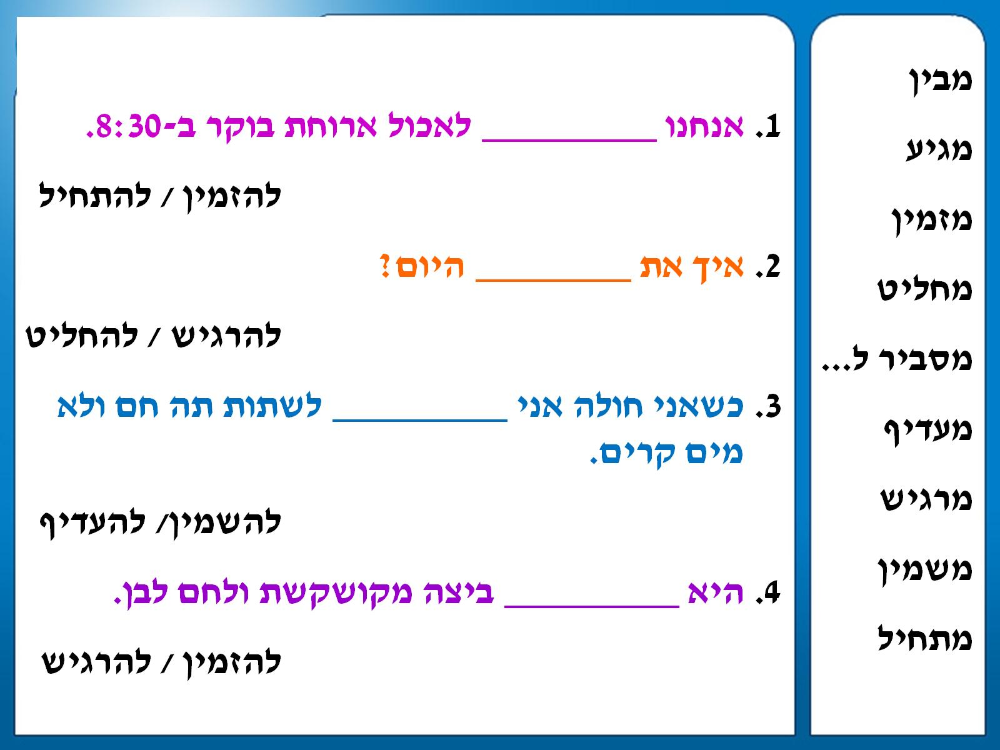 1. אנחנו __________ לאכול ארוחת בוקר ב-8:30.
להזמין / להתחיל
2. איך את _________ היום?
להרגיש / להחליט
3. כשאני חולה אני __________ לשתות תה חם ולא
מים קרים.
להשמין/ להעדיף
4. היא __________ ביצה מקושקשת ולחם לבן.
להזמין / להרגיש
מבין
מגיע
מזמין
מחליט
מסביר ל...
מעדיף
מרגיש
משמין
מתחיל